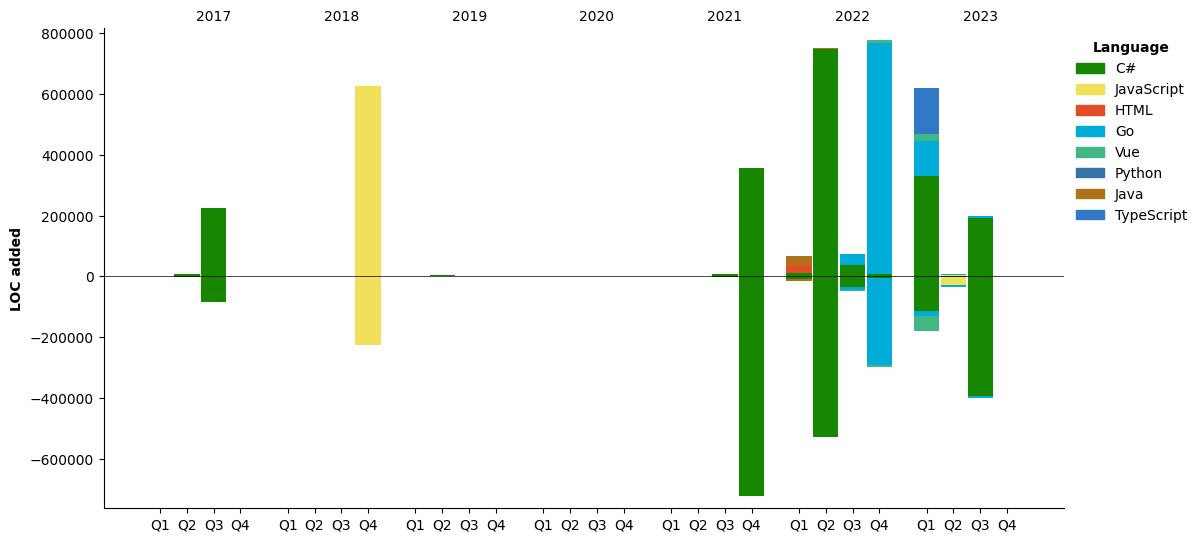 2017 2018 2019 2020 2021 2022 2023
LOC added
800000
600000
400000
200000
0
−200000
−400000
−600000
Q1 Q2 Q3 Q4 Q1 Q2 Q3 Q4 Q1 Q2 Q3 Q4 Q1 Q2 Q3 Q4 Q1 Q2 Q3 Q4 Q1 Q2 Q3 Q4 Q1 Q2 Q3 Q4
Language
C#
JavaScript
HTML
Go
Vue
Python
Java
TypeScript